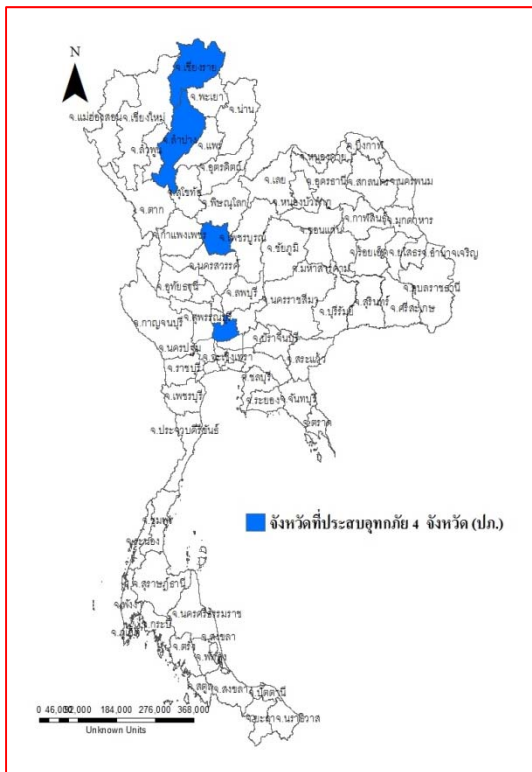 N
จ.เชียงราย
จ.พะเยา
จ.น่าน
จ.แม่ฮ่องสอน
จ.เชียงใหม่
จ.ลำปาง
จ.ลำพูน
จ.แพร่
จ.อุตรดิตถ์
จ.สุโขทัย
จ.พิษณุโลก
จ.ตาก
จ.เลย
จ.อุดรธานี
จ.สกลนคร
จ.นครพนม
จ.กำแพงเพชร
จ.เพชรบูรณ์
จ.ขอนแก่น
จ.กาฬสินธุ์
จ.มุกดาหาร
จ.ชัยภูมิ
จ.ร้อยเอ็ด
จ.ยโสธร
จ.อำนาจเจริญ
จ.มหาสารคาม
จ.นครสวรรค์
จ.อุทัยธานี
จ.ลพบุรี
จ.นครราชสีมา
จ.บุรีรัมย์
จ.สุรินทร์
จ.ศรีสะเกษ
จ.อุบลราชธานี
จ.กาญจนบุรี
จ.สุพรรณบุรี
จ.ปราจีนบุรี
จ.นครปฐม
จ.ฉะเชิงเทรา
จ.สระแก้ว
จ.ราชบุรี
จ.ชลบุรี
จ.เพชรบุรี
จ.ระยอง
จ.จันทบุรี
จ.ตราด
จ.ประจวบคีรีขันธ์
จังหวัดที่ประสบอุทกภัย 4 จังหวัด (ปภ.)
จ.ชุมพร
จ.ระนอง
จ.สุราษฎ์ธานี
จ.พังงา
จ.นครศรีธรรมราช
จ.กระบี่
จ.ตรัง
จ.สงขลา
จ.สตูล
จ.สงขลา
จ.ปัตตานี
จ.ยะลา
จ.นราธิวาส
184,000
276,000
368,000
Unknown Units